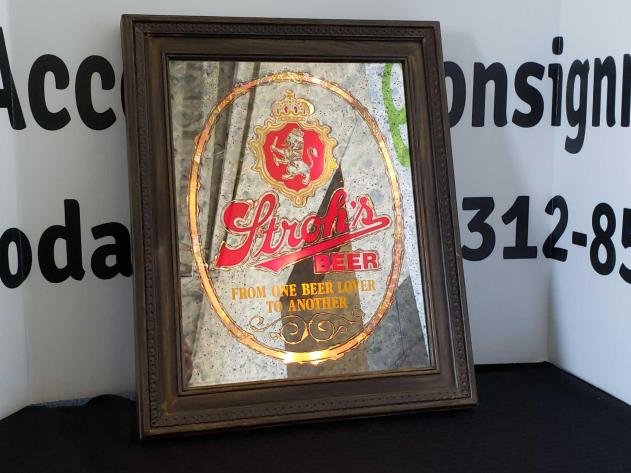 Acc
onsign
oda
312-85
Stroh's
BEER
FROM ONE BEER LOVER
TO ANOTHER